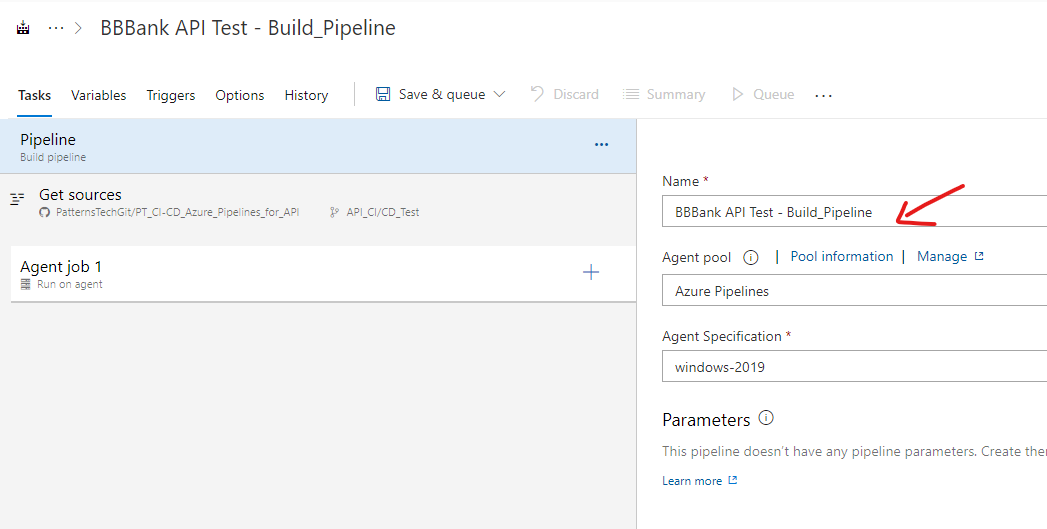 ... > BBBank API Test - Build_Pipeline
Tasks Variables Triggers Options History Save & queue Discard Summary Queue ...
Pipeline ...
Build pipeline
Get sources
PatternsTechGit/PT_CI-CD_Azure_Pipelines_for_API API_CI/CD_Test
Agent job 1 +
Run on agent
Name *
BBBank API Test - Build_Pipeline
Agent pool | Pool information | Manage
Azure Pipelines
Agent Specification *
windows-2019
Parameters
This pipeline doesn't have any pipeline parameters. Create
Learn more